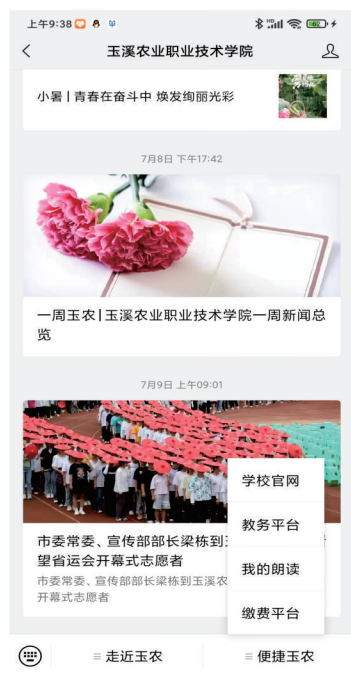 上午9:38 62
玉溪农业职业技术学院
小暑 | 青春在奋斗中 焕发绚丽光彩
7月8日 下午17:42
一周玉农 | 玉溪农业职业技术学院一周新闻总
览
7月9日 上午09:01
市委常委、宣传部部长梁栋到
望省运会开幕式志愿者
市委常委、宣传部部长梁栋到玉溪农
开幕式志愿者
学校官网
教务平台
我的朗读
缴费平台
走近玉农
便捷玉农